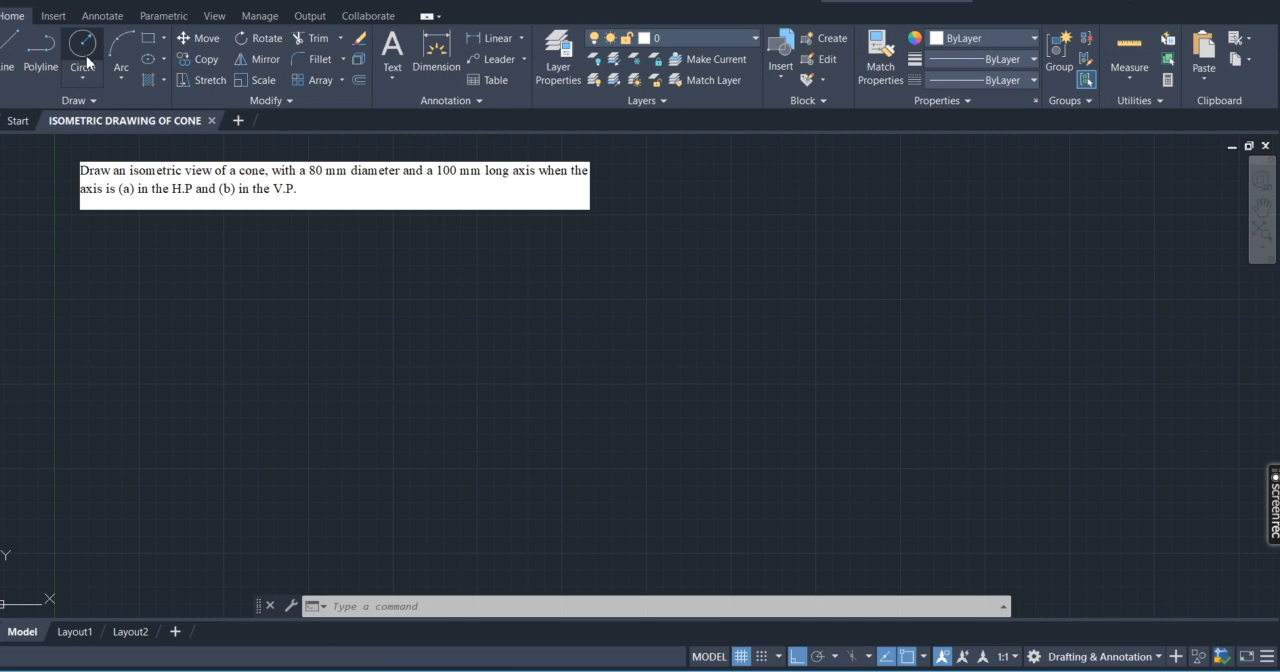 Home Insert Annotate Parametric View Manage Output Collaborate
Line Polyline Circle Arc
Move Rotate Trim
Copy Mirror Fillet
Stretch Scale Array
Text Dimension
Linear
Leader
Table
Layer Properties
0
Make Current
Match Layer
Insert
Create
Edit
Match Properties
ByLayer
ByLayer
ByLayer
Group
Measure
Paste
Draw Modify Annotation Layers Block Properties Groups Utilities Clipboard
Start ISOMETRIC DRAWING OF CONE
Draw an isometric view of a cone, with a 80 mm diameter and a 100 mm long axis when the
axis is (a) in the H.P and (b) in the V.P.
screenrec
Y
X
Type a command
Model Layout1 Layout2
MODEL 1:1 Drafting & Annotation